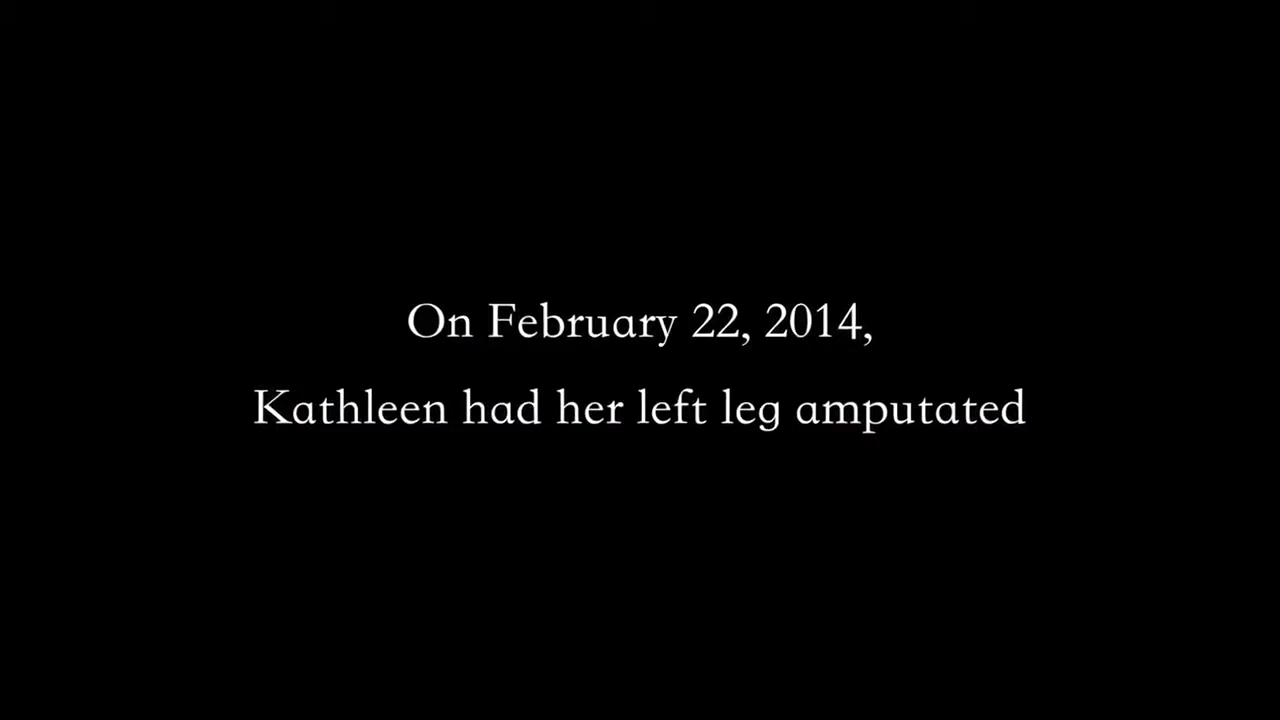 On February 22, 2014,
Kathleen had her left leg amputated